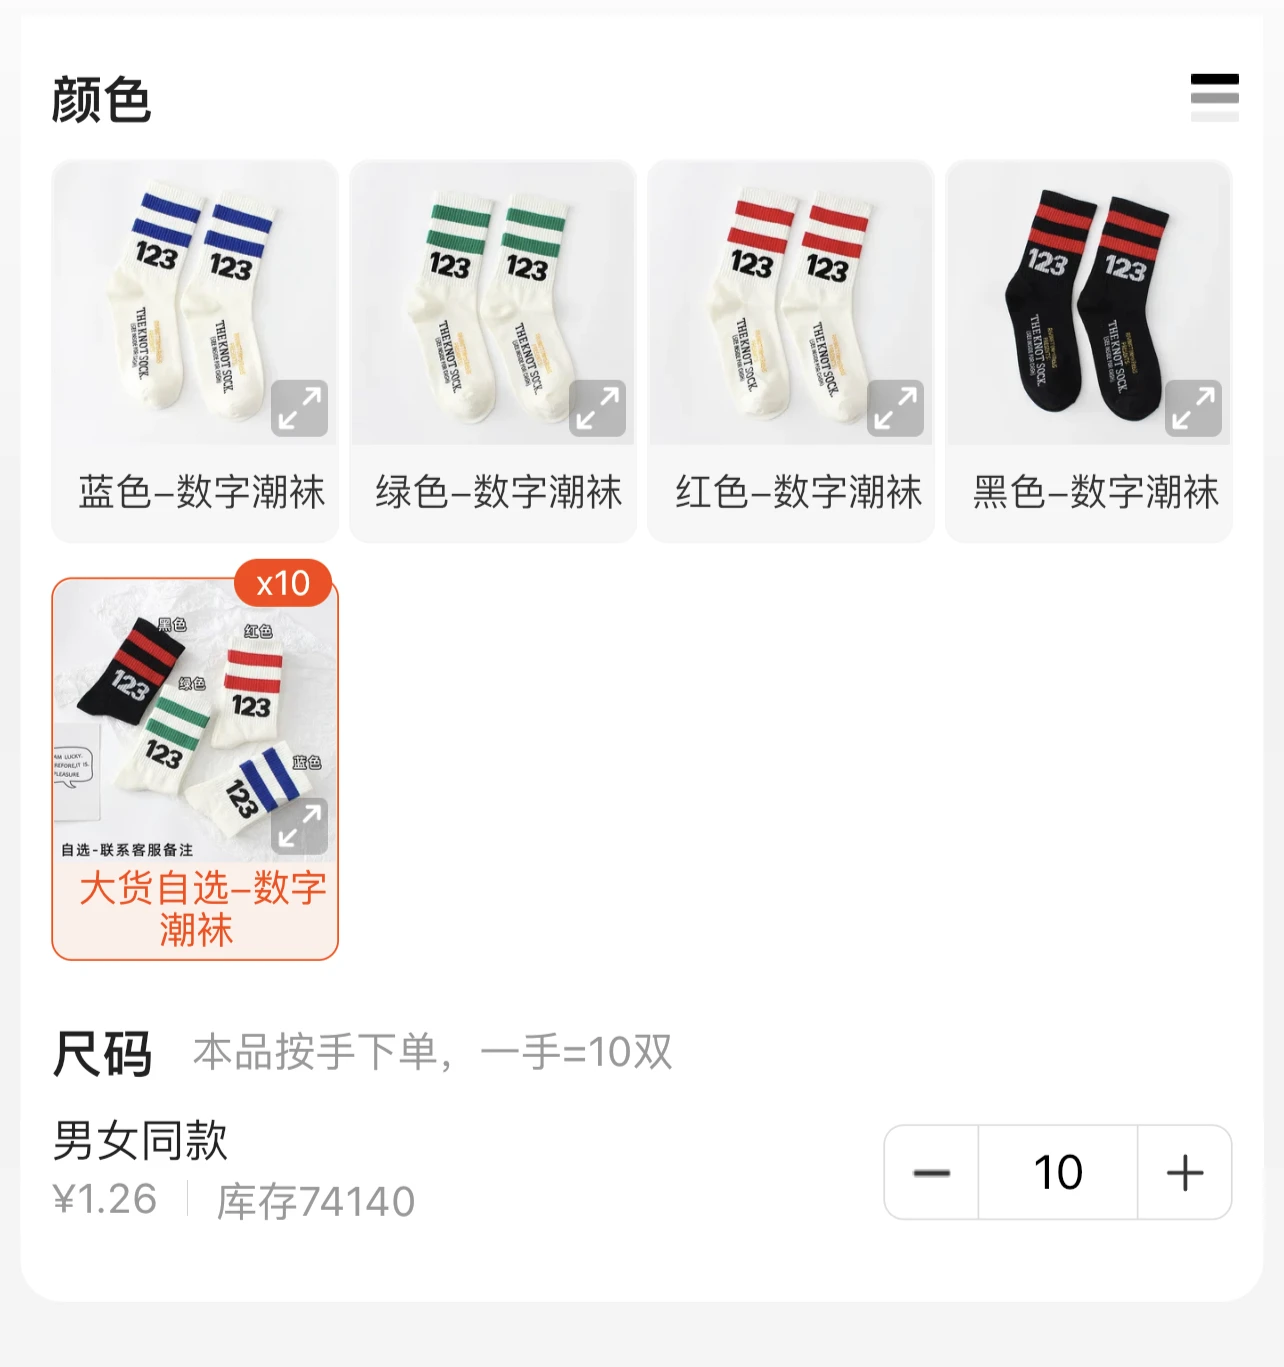 颜色
123 123
THE KNOT SOCK. THE KNOT SOCK.
123 123
THE KNOT SOCK. THE KNOT SOCK.
123 123
THE KNOT SOCK. THE KNOT SOCK.
123 123
THE KNOT SOCK. THE KNOT SOCK.
蓝色-数字潮袜
绿色-数字潮袜
红色-数字潮袜
黑色-数字潮袜
x10
黑色
红色
123
绿色
123
123
蓝色
123
AM LUCKY.
BEFORE,IT IS.
PLEASURE
自选-联系客服备注
大货自选-数字
潮袜
尺码 本品按手下单，一手=10双
男女同款
¥1.26 库存74140
10